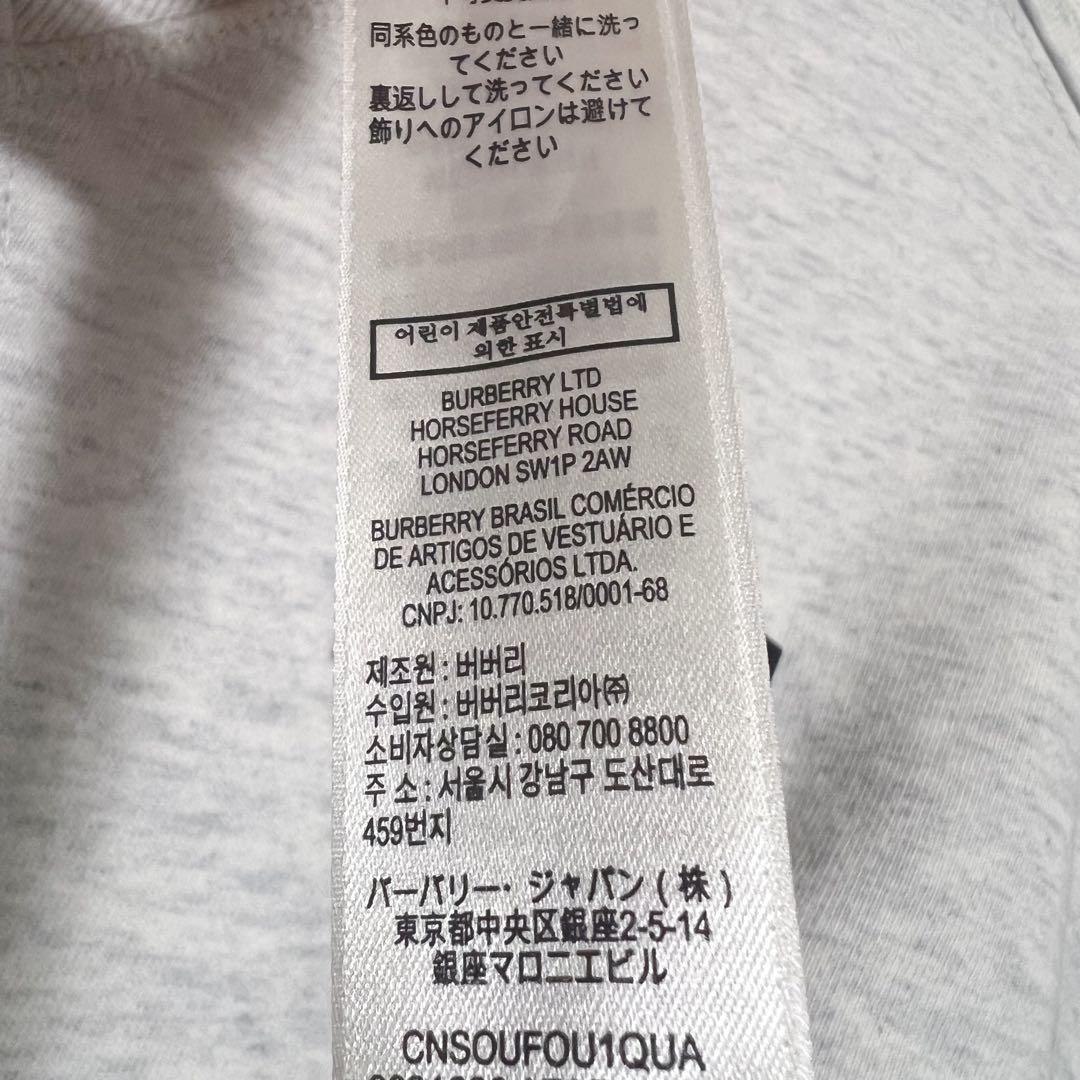 同系色のものと一緒に洗っ
てください
裏返しして洗ってください
飾りへのアイロンは避けて
ください
어린이 제품안전특별법에
의한 표시
BURBERRY LTD
HORSEFERRY HOUSE
HORSEFERRY ROAD
LONDON SW1P 2AW
BURBERRY BRASIL COMÉRCIO
DE ARTIGOS DE VESTUÁRIO E
ACESSÓRIOS LTDA.
CNPJ: 10.770.518/0001-68
제조원 : 버버리
수입원 : 버버리코리아㈜
소비자상담실 : 080 700 8800
주 소 : 서울시 강남구 도산대로
459번지
バーバリー· ジャパン ( 株 )
東京都中央区銀座2-5-14
銀座マロニエビル
CNSOUFOU1QUA